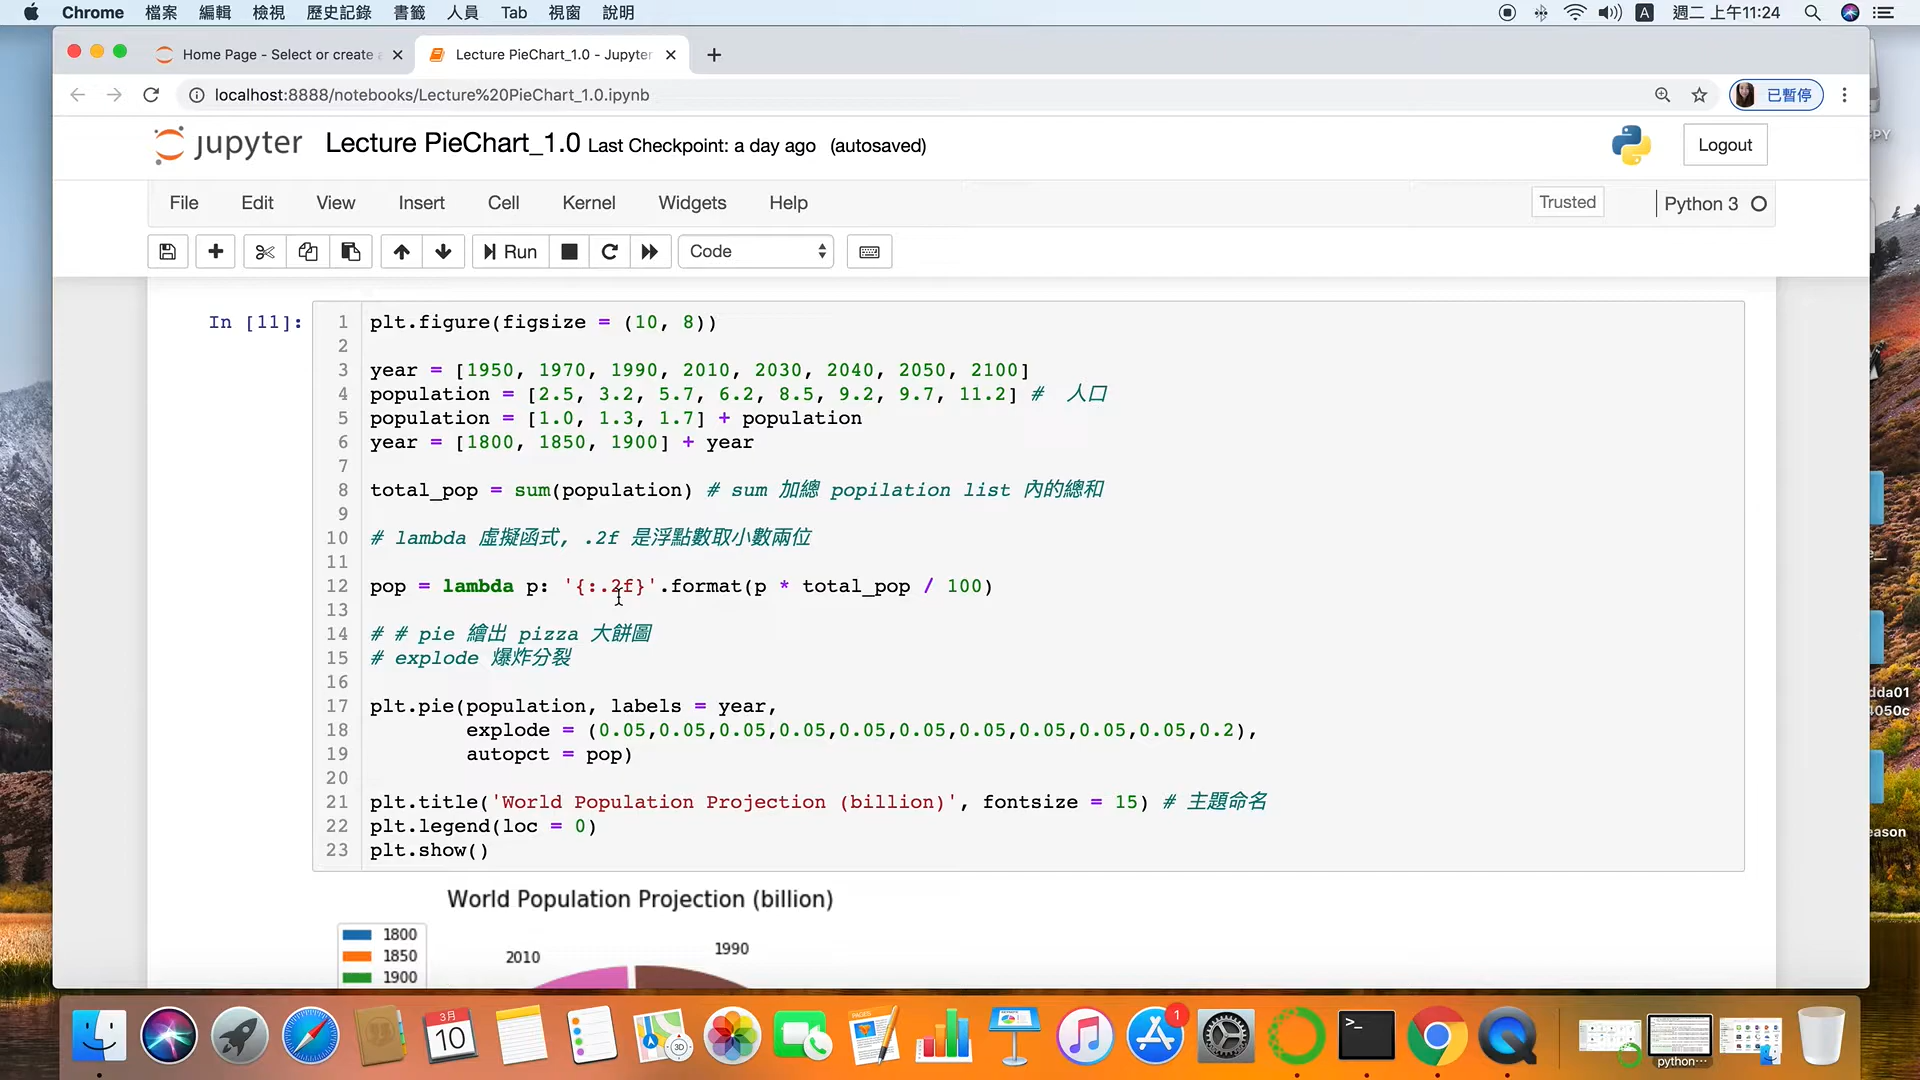 Chrome 檔案 編輯 檢視 歷史記錄 書籤 人員 Tab 視窗 說明 A 週二 上午11:24
Home Page - Select or create Lecture PieChart_1.0 - Jupyter
localhost:8888/notebooks/Lecture%20PieChart_1.0.ipynb 已暫停
jupyter Lecture PieChart_1.0 Last Checkpoint: a day ago (autosaved) Logout
File Edit View Insert Cell Kernel Widgets Help Trusted Python 3
Run Code
In [11]:
1 plt.figure(figsize = (10, 8))
2
3 year = [1950, 1970, 1990, 2010, 2030, 2040, 2050, 2100]
4 population = [2.5, 3.2, 5.7, 6.2, 8.5, 9.2, 9.7, 11.2] # 人口
5 population = [1.0, 1.3, 1.7] + population
6 year = [1800, 1850, 1900] + year
7
8 total_pop = sum(population) # sum 加總 popilation list 內的總和
9
10 # lambda 虛擬函式, .2f 是浮點數取小數兩位
11
12 pop = lambda p: '{:.2f}'.format(p * total_pop / 100)
13
14 # # pie 繪出 pizza 大餅圖
15 # explode 爆炸分裂
16
17 plt.pie(population, labels = year,
18 explode = (0.05,0.05,0.05,0.05,0.05,0.05,0.05,0.05,0.05,0.05,0.2),
19 autopct = pop)
20
21 plt.title('World Population Projection (billion)', fontsize = 15) # 主題命名
22 plt.legend(loc = 0)
23 plt.show()
World Population Projection (billion)
1800
1850
1900
2010
1990
dda01
4050c
eason
3月
10
PAGES
3D
1
python…